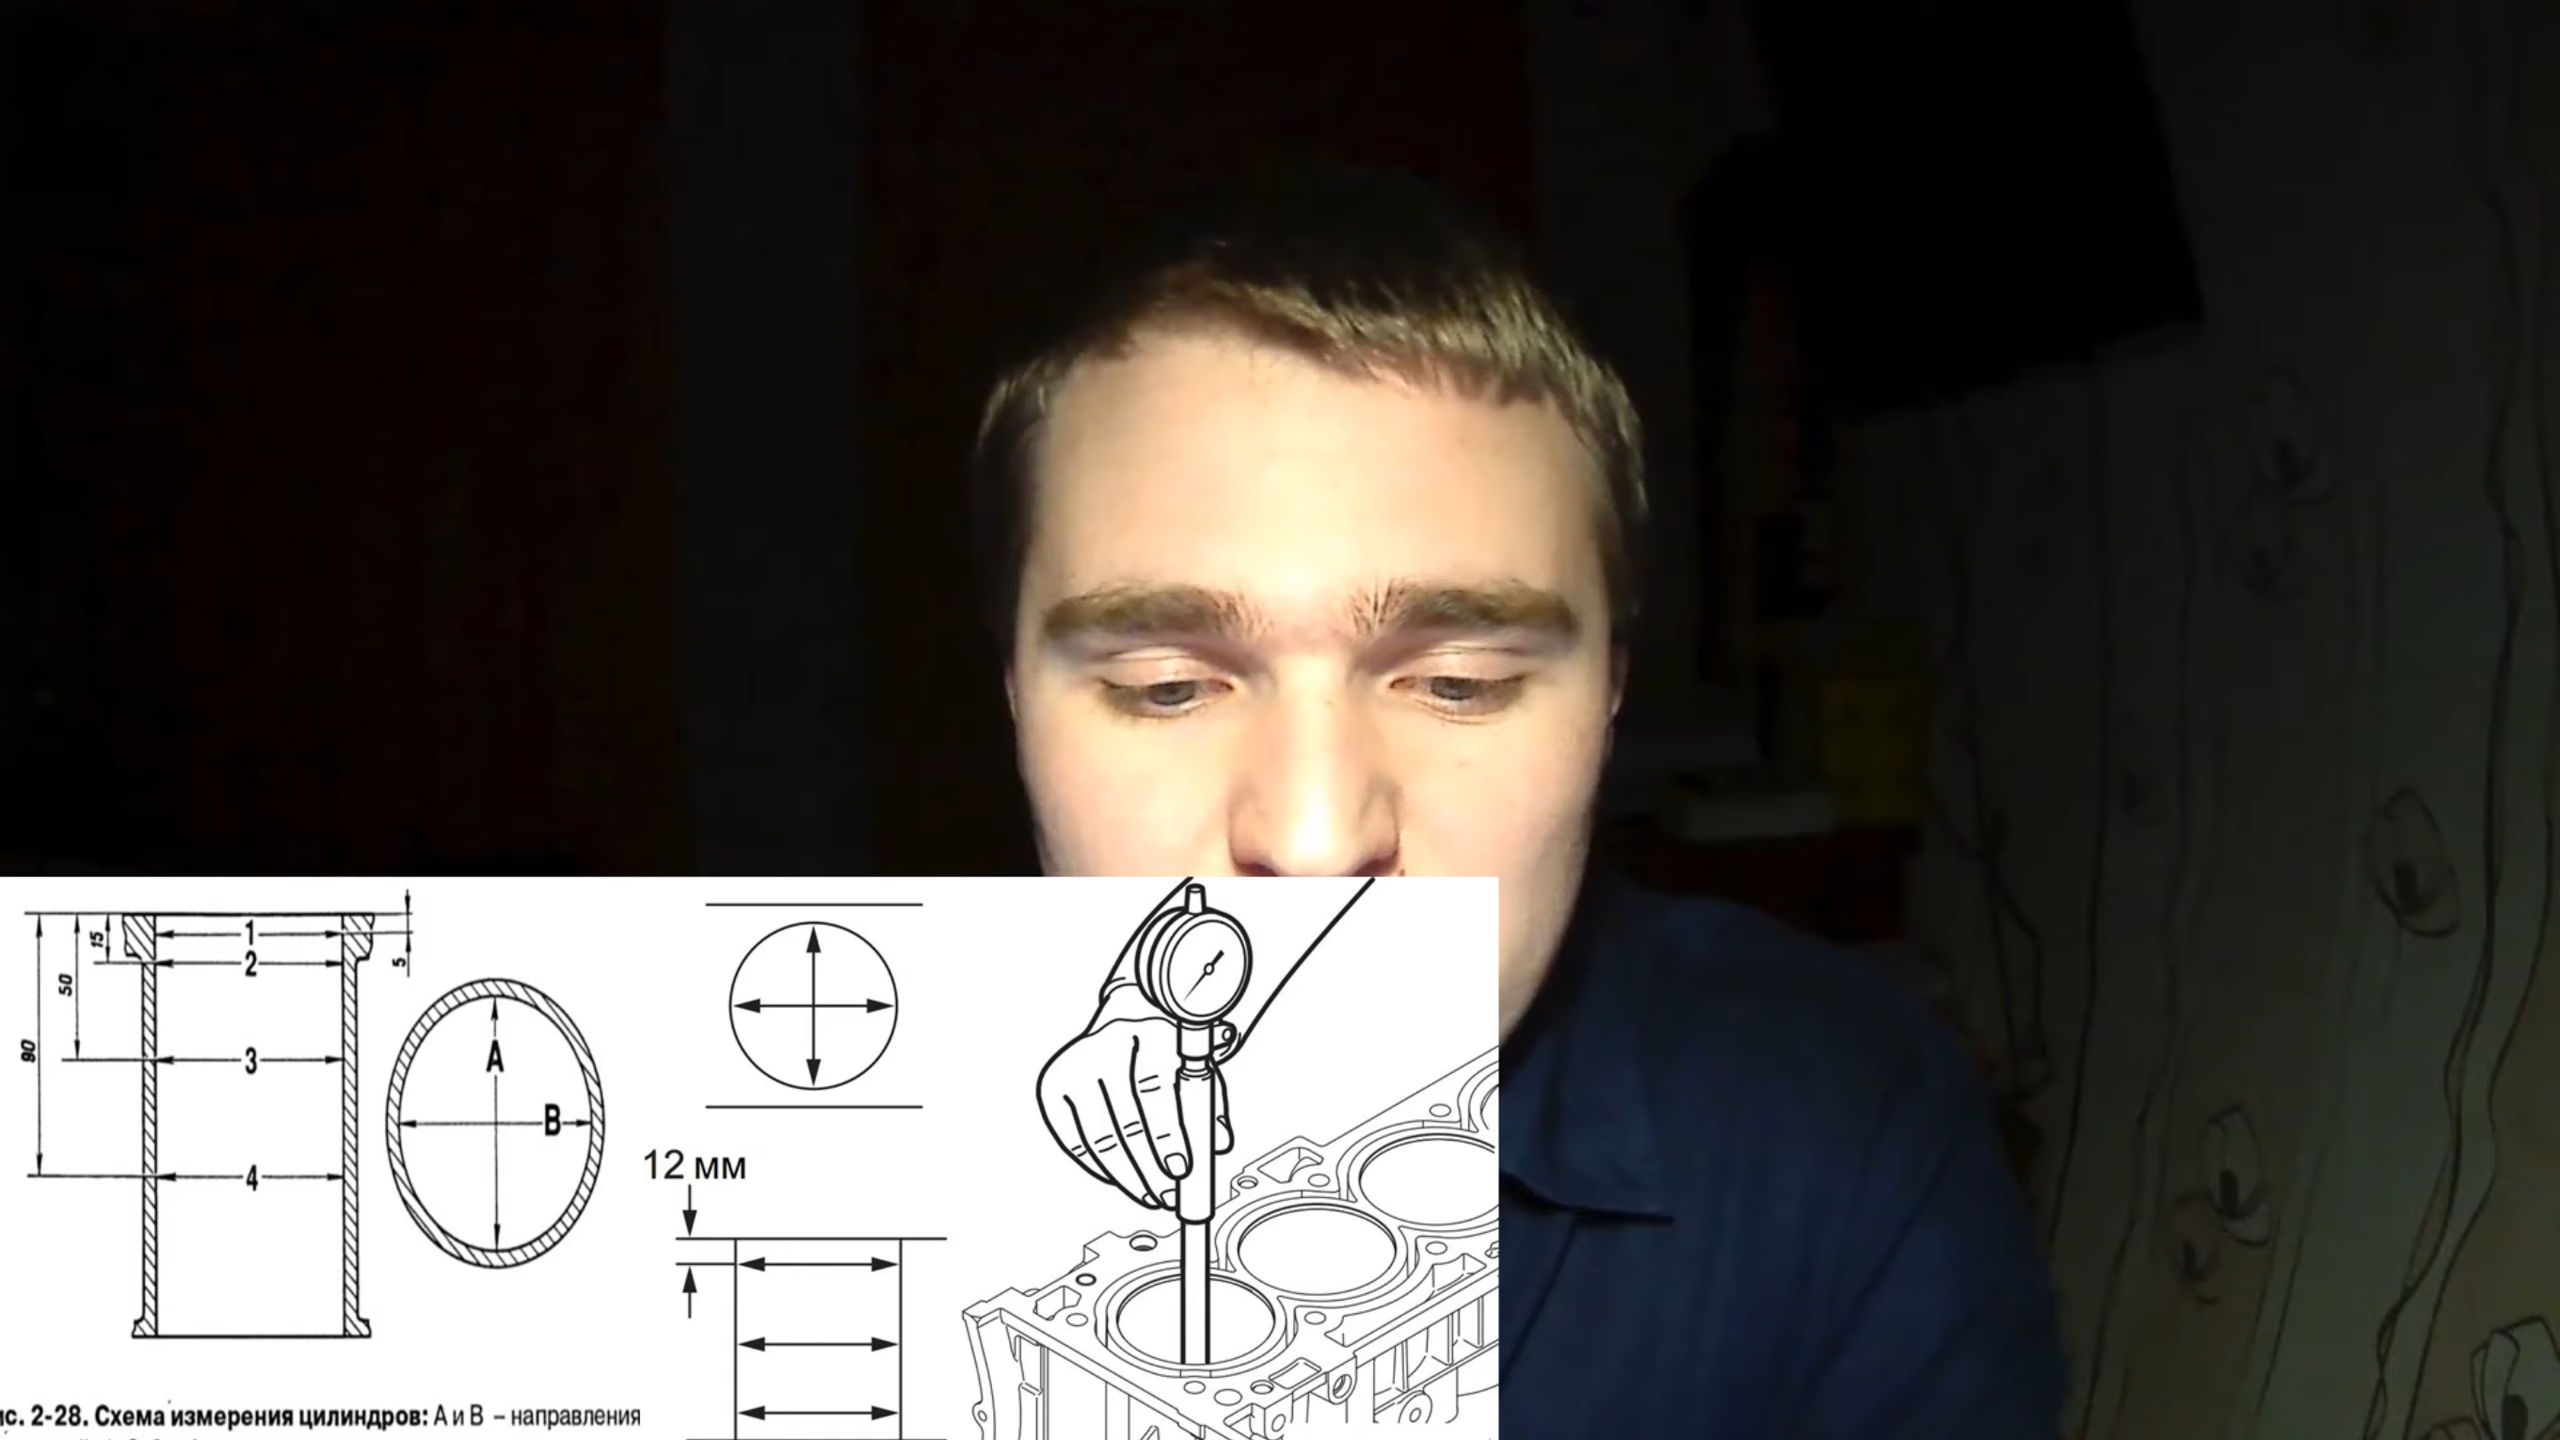 1
15
2
5
50
A
3
90
B
4
12 мм
ис. 2-28. Схема измерения цилиндров: А и В – направления